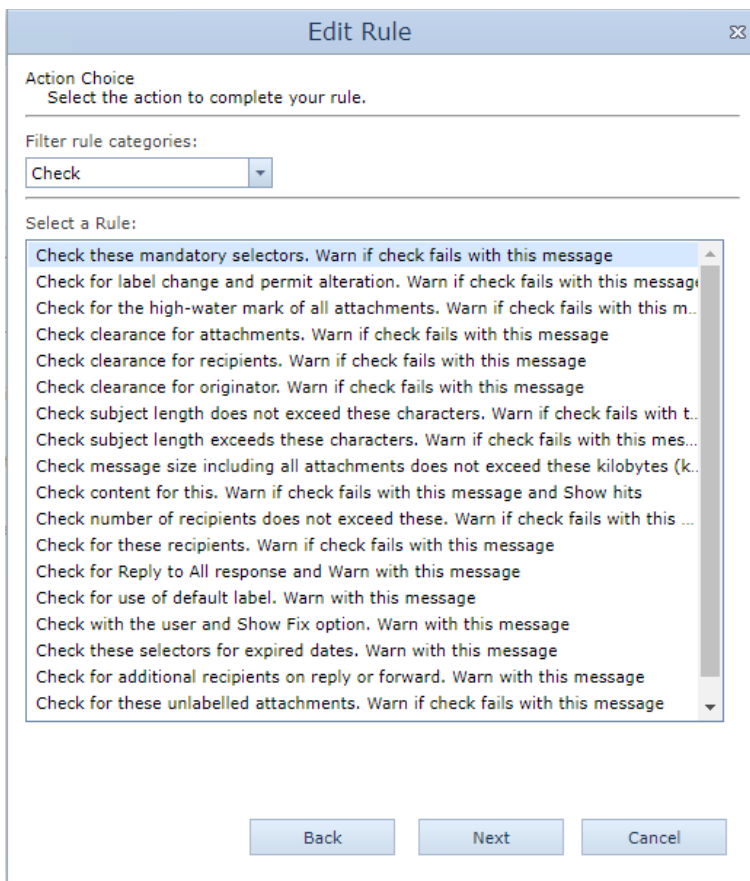 Edit Rule
Action Choice
Select the action to complete your rule.
Filter rule categories:
Check
Select a Rule:
Check these mandatory selectors. Warn if check fails with this message
Check for label change and permit alteration. Warn if check fails with this message
Check for the high-water mark of all attachments. Warn if check fails with this m...
Check clearance for attachments. Warn if check fails with this message
Check clearance for recipients. Warn if check fails with this message
Check clearance for originator. Warn if check fails with this message
Check subject length does not exceed these characters. Warn if check fails with t...
Check subject length exceeds these characters. Warn if check fails with this mes...
Check message size including all attachments does not exceed these kilobytes (k...
Check content for this. Warn if check fails with this message and Show hits
Check number of recipients does not exceed these. Warn if check fails with this ...
Check for these recipients. Warn if check fails with this message
Check for Reply to All response and Warn with this message
Check for use of default label. Warn with this message
Check with the user and Show Fix option. Warn with this message
Check these selectors for expired dates. Warn with this message
Check for additional recipients on reply or forward. Warn with this message
Check for these unlabelled attachments. Warn if check fails with this message
Back Next Cancel